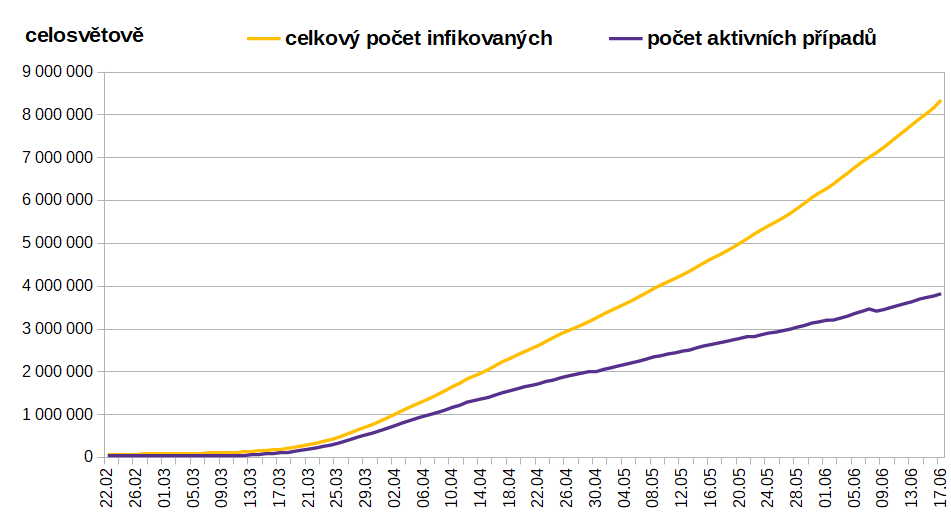 celosvětově
celkový počet infikovaných
počet aktivních případů
9 000 000
8 000 000
7 000 000
6 000 000
5 000 000
4 000 000
3 000 000
2 000 000
1 000 000
0
22.02
26.02
01.03
05.03
09.03
13.03
17.03
21.03
25.03
29.03
02.04
06.04
10.04
14.04
18.04
22.04
26.04
30.04
04.05
08.05
12.05
16.05
20.05
24.05
28.05
01.06
05.06
09.06
13.06
17.06